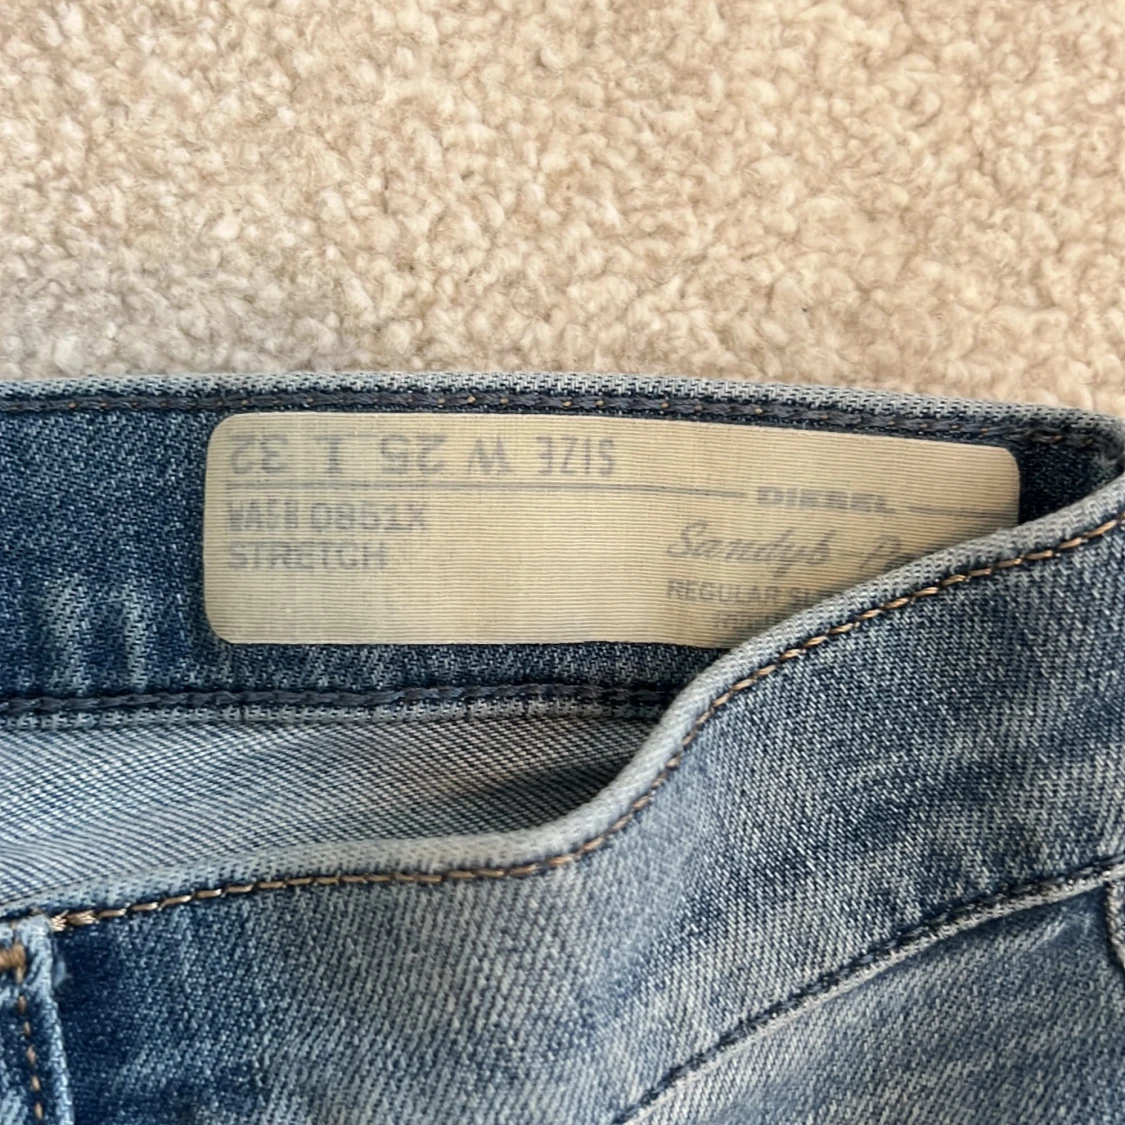 SIZE W 25 I 32
DIESEL
WASH 0851X
STRETCH
Sandy-b
REGULAR